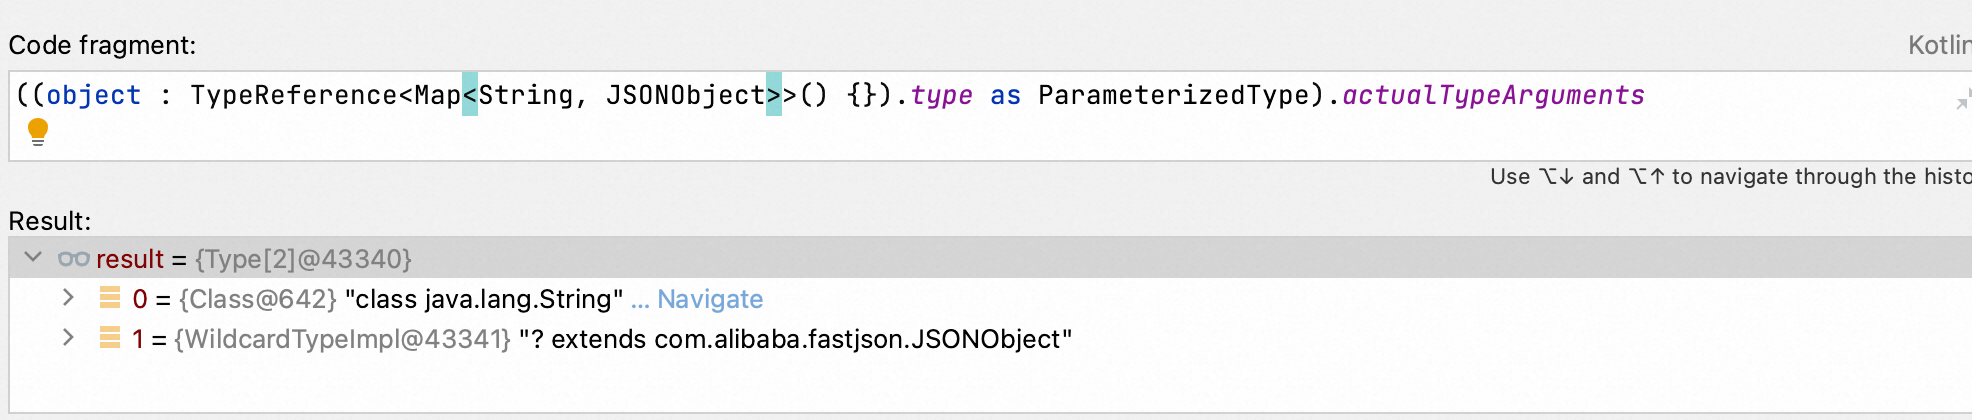 Code fragment:
Kotlin
((object : TypeReference<Map<String, JSONObject>>() {}).type as ParameterizedType).actualTypeArguments
Use ⌥↓ and ⌥↑ to navigate through the histo
Result:
result = {Type[2]@43340}
0 = {Class@642} "class java.lang.String" ... Navigate
1 = {WildcardTypeImpl@43341} "? extends com.alibaba.fastjson.JSONObject"